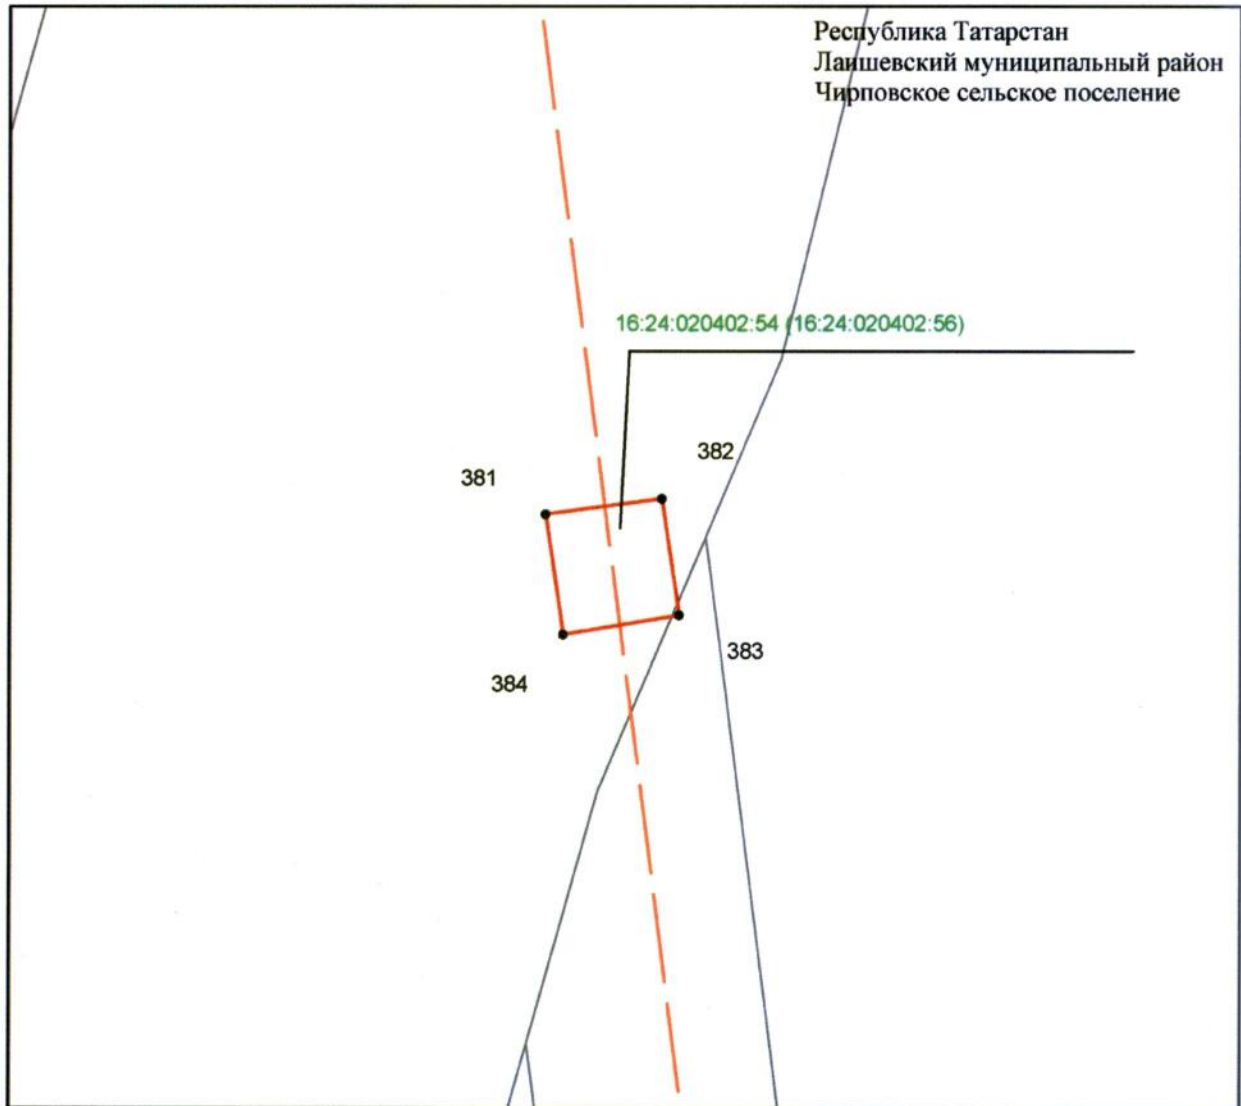 Республика Татарстан
Лаишевский муниципальный район
Чирповское сельское поселение
16:24:020402:54 (16:24:020402:56)
382
381
383
384